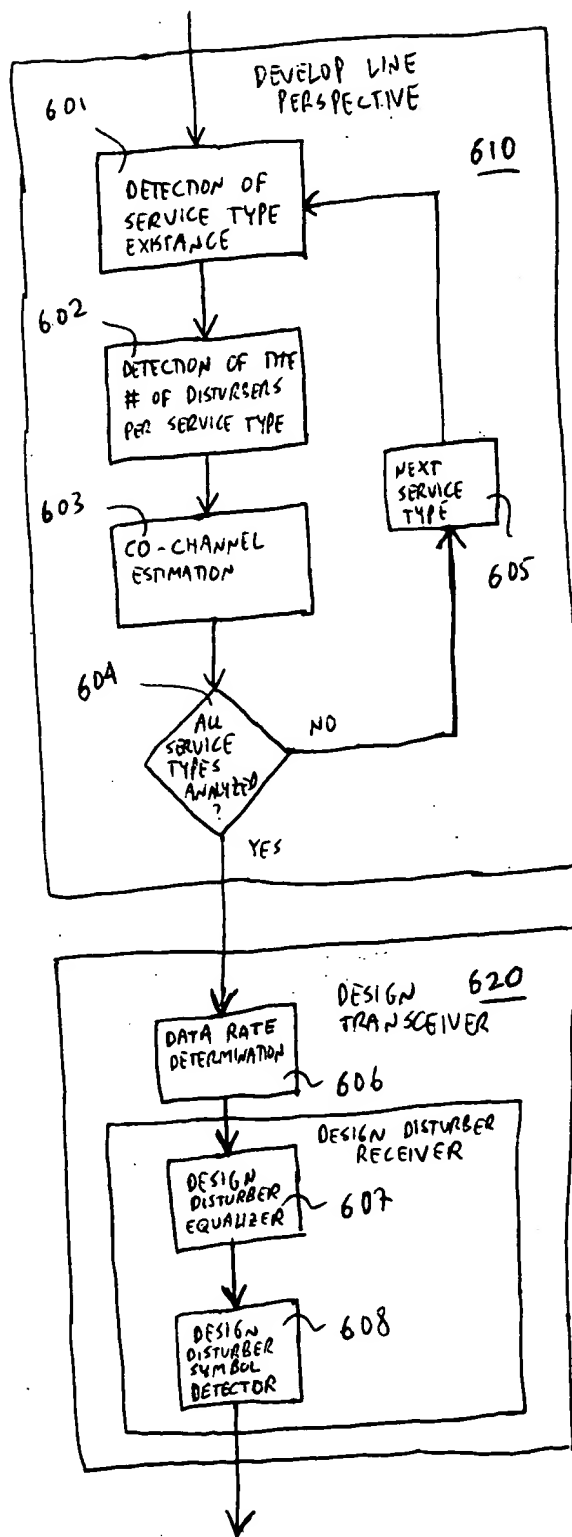 DEVELOP LINE
PERSPECTIVE
601
610
DETECTION OF
SERVICE TYPE
EXISTANCE
602
DETECTION OF THE
# OF DISTURBERS
PER SERVICE TYPE
603
CO-CHANNEL
ESTIMATION
NEXT
SERVICE
TYPE
605
604
ALL
SERVICE
TYPES
ANALYZED
?
NO
YES
DESIGN
TRANSCEIVER
620
DATA RATE
DETERMINATION
606
DESIGN DISTURBER
RECEIVER
DESIGN
DISTURBER
EQUALIZER
607
DESIGN
DISTURBER
SYMBOL
DETECTOR
608